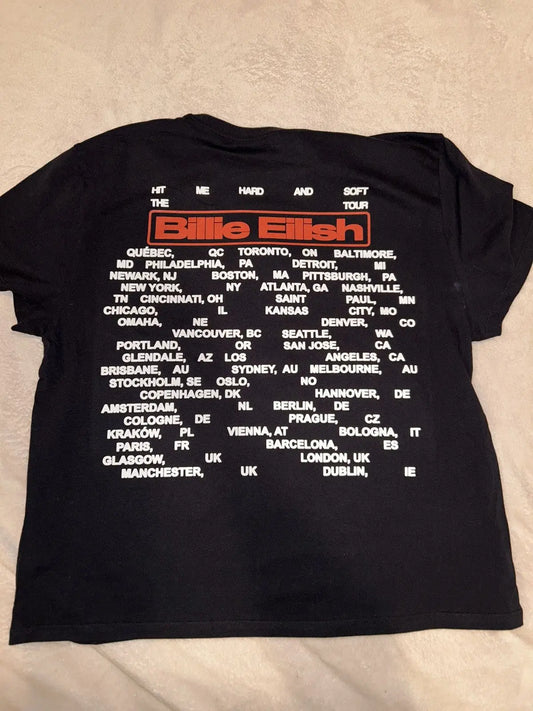 HIT ME HARD AND SOFT
THE TOUR
Billie Eilish
QUÉBEC, QC TORONTO, ON BALTIMORE,
MD PHILADELPHIA, PA DETROIT, MI
NEWARK, NJ BOSTON, MA PITTSBURGH, PA
NEW YORK, NY ATLANTA, GA NASHVILLE,
TN CINCINNATI, OH SAINT PAUL, MN
CHICAGO, IL KANSAS CITY, MO
OMAHA, NE DENVER, CO
VANCOUVER, BC SEATTLE, WA
PORTLAND, OR SAN JOSE, CA
GLENDALE, AZ LOS ANGELES, CA
BRISBANE, AU SYDNEY, AU MELBOURNE, AU
STOCKHOLM, SE OSLO, NO
COPENHAGEN, DK HANNOVER, DE
AMSTERDAM, NL BERLIN, DE
COLOGNE, DE PRAGUE, CZ
KRAKÓW, PL VIENNA, AT BOLOGNA, IT
PARIS, FR BARCELONA, ES
GLASGOW, UK LONDON, UK
MANCHESTER, UK DUBLIN, IE